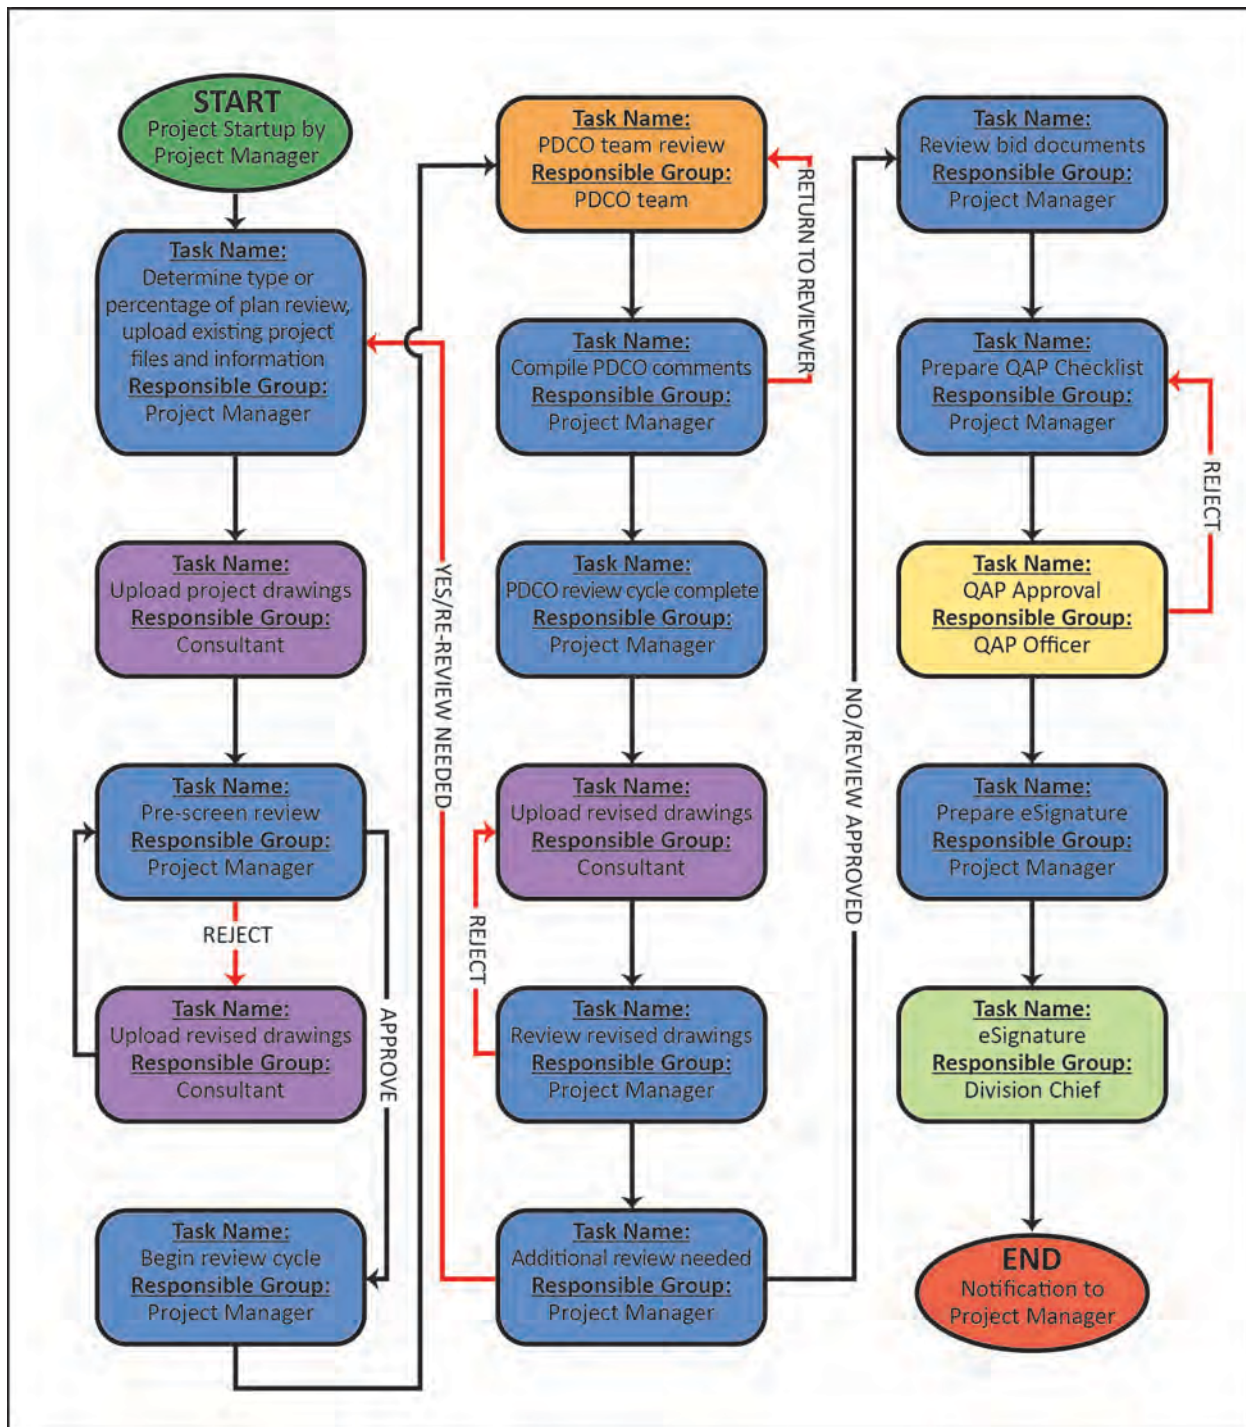 START
Project Startup by
Project Manager
Task Name:
Determine type or
percentage of plan review,
upload existing project
files and information
Responsible Group:
Project Manager
Task Name:
Upload project drawings
Responsible Group:
Consultant
Task Name:
Pre-screen review
Responsible Group:
Project Manager
REJECT
APPROVE
Task Name:
Upload revised drawings
Responsible Group:
Consultant
Task Name:
Begin review cycle
Responsible Group:
Project Manager
Task Name:
PDCO team review
Responsible Group:
PDCO team
RETURN TO REVIEWER
Task Name:
Compile PDCO comments
Responsible Group:
Project Manager
Task Name:
PDCO review cycle complete
Responsible Group:
Project Manager
YES/RE-REVIEW NEEDED
Task Name:
Upload revised drawings
Responsible Group:
Consultant
REJECT
Task Name:
Review revised drawings
Responsible Group:
Project Manager
Task Name:
Additional review needed
Responsible Group:
Project Manager
NO/REVIEW APPROVED
Task Name:
Review bid documents
Responsible Group:
Project Manager
Task Name:
Prepare QAP Checklist
Responsible Group:
Project Manager
REJECT
Task Name:
QAP Approval
Responsible Group:
QAP Officer
Task Name:
Prepare eSignature
Responsible Group:
Project Manager
Task Name:
eSignature
Responsible Group:
Division Chief
END
Notification to
Project Manager